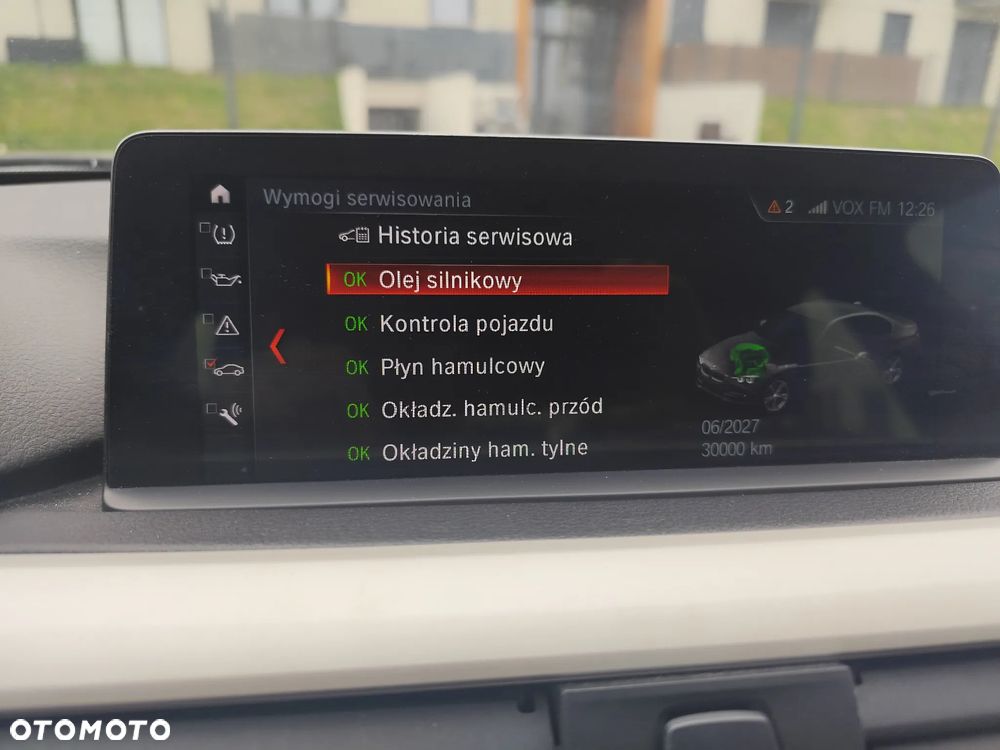 Wymogi serwisowania
2 VOX FM 12:26
Historia serwisowa
OK Olej silnikowy
OK Kontrola pojazdu
OK Płyn hamulcowy
OK Okładz. hamulc. przód
OK Okładziny ham. tylne
06/2027
30000 km
OTOMOTO